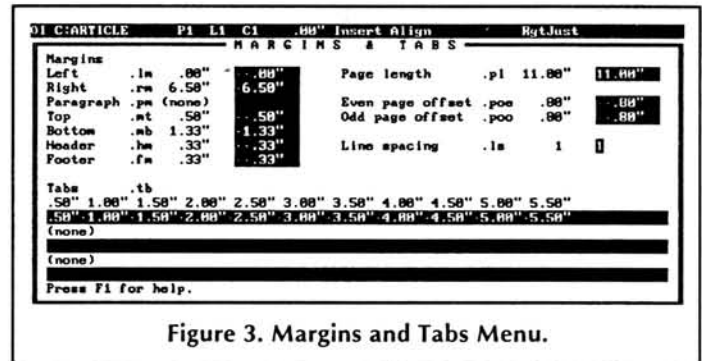 OI C:ARTICLE P1 L1 C1 .00" Insert Align RgtJust
MARGINS & TABS
Margins
Left .lm .00" .00" Page length .pl 11.00" 11.00"
Right .rm 6.50" 6.50"
Paragraph .pm (none) Even page offset .poe .80" .80"
Top .mt .50" .50" Odd page offset .poo .80" .80"
Bottom .mb 1.33" 1.33"
Header .hm .33" .33" Line spacing .ls 1 1
Footer .fm .33" .33"
Tabs .tb
.50" 1.00" 1.50" 2.00" 2.50" 3.00" 3.50" 4.00" 4.50" 5.00" 5.50"
.50" 1.00" 1.50" 2.00" 2.50" 3.00" 3.50" 4.00" 4.50" 5.00" 5.50"
(none)
(none)
Press F1 for help.
Figure 3. Margins and Tabs Menu.